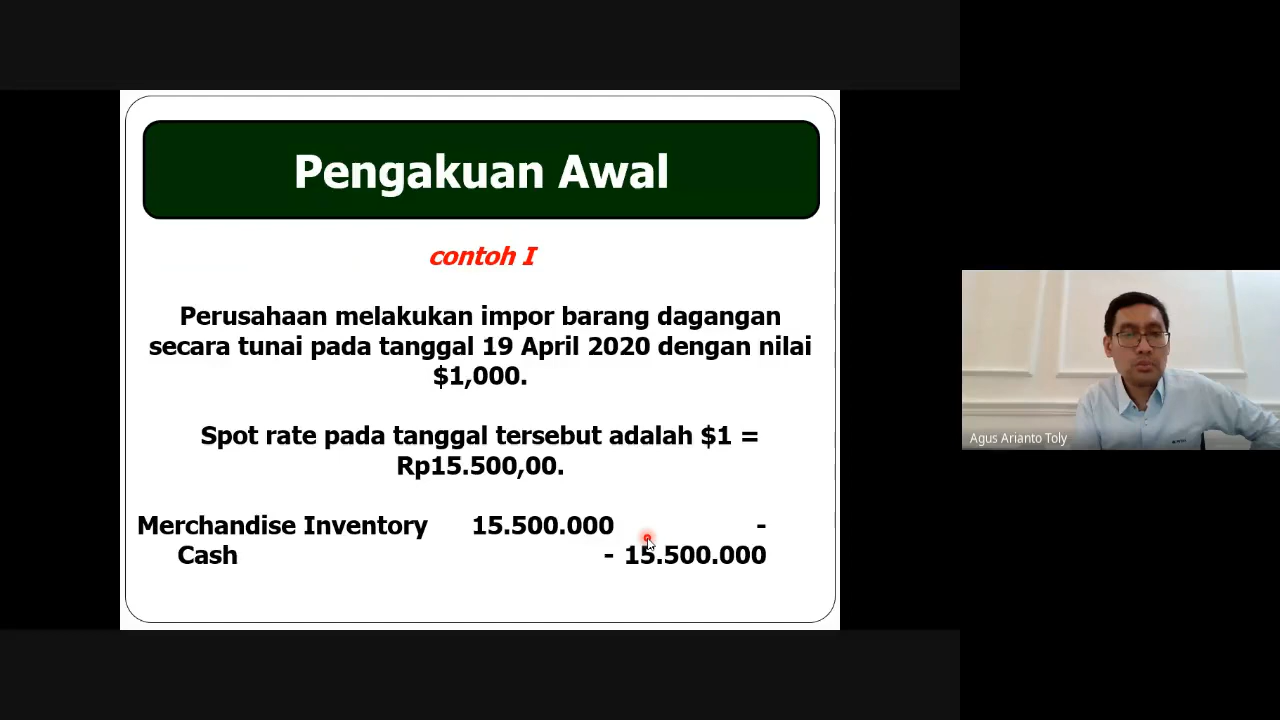 Pengakuan Awal
contoh I
Perusahaan melakukan impor barang dagangan
secara tunai pada tanggal 19 April 2020 dengan nilai
$1,000.
Spot rate pada tanggal tersebut adalah $1 =
Rp15.500,00.
Merchandise Inventory 15.500.000 -
Cash - 15.500.000
Agus Arianto Toly